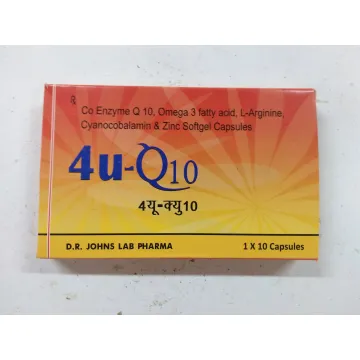 Co Enzyme Q 10, Omega 3 fatty acid, L-Arginine,
Cyanocobalamin & Zinc Softgel Capsules
4u-Q10
4यू-क्यु10
D.R. JOHNS LAB PHARMA
1 X 10 Capsules